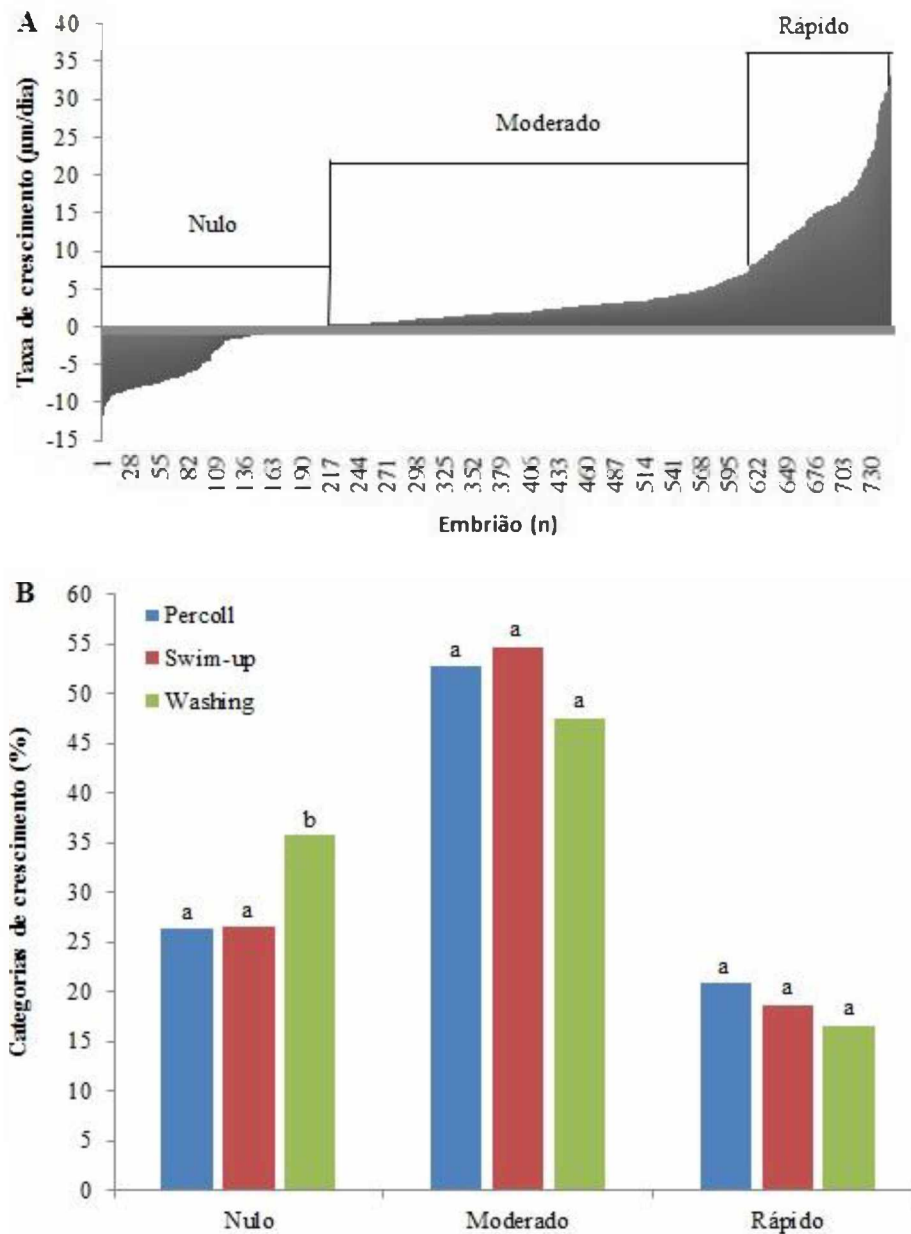 A
Rápido
Moderado
Nulo
Taxa de crescimento (µm/dia)
40
35
30
25
20
15
10
5
0
-5
-10
-15
1 28 55 82 109 136 163 190 217 244 271 298 325 352 379 406 433 460 487 514 541 568 595 622 649 676 703 730
Embrião (n)
B
Percoll
Swim-up
Washing
Categorias de crescimento (%)
60
55
50
45
40
35
30
25
20
15
10
5
0
a a b
a a a
a a a
Nulo Moderado Rápido